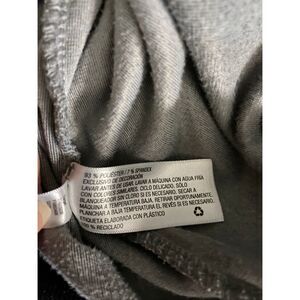 93 % POLIÉSTER / 7 % SPANDEX
EXCLUSIVO DE DECORACIÓN
LAVAR ANTES DE USAR. LAVAR A MÁQUINA CON AGUA FRÍA
CON COLORES SIMILARES. CICLO DELICADO. SÓLO
BLANQUEADOR SIN CLORO SI ES NECESARIO. SECAR A
MÁQUINA A TEMPERATURA BAJA. RETIRAR OPORTUNAMENTE.
PLANCHAR A BAJA TEMPERATURA EL REVÉS SI ES NECESARIO.
ETIQUETA ELABORADA CON PLÁSTICO
100 % RECICLADO